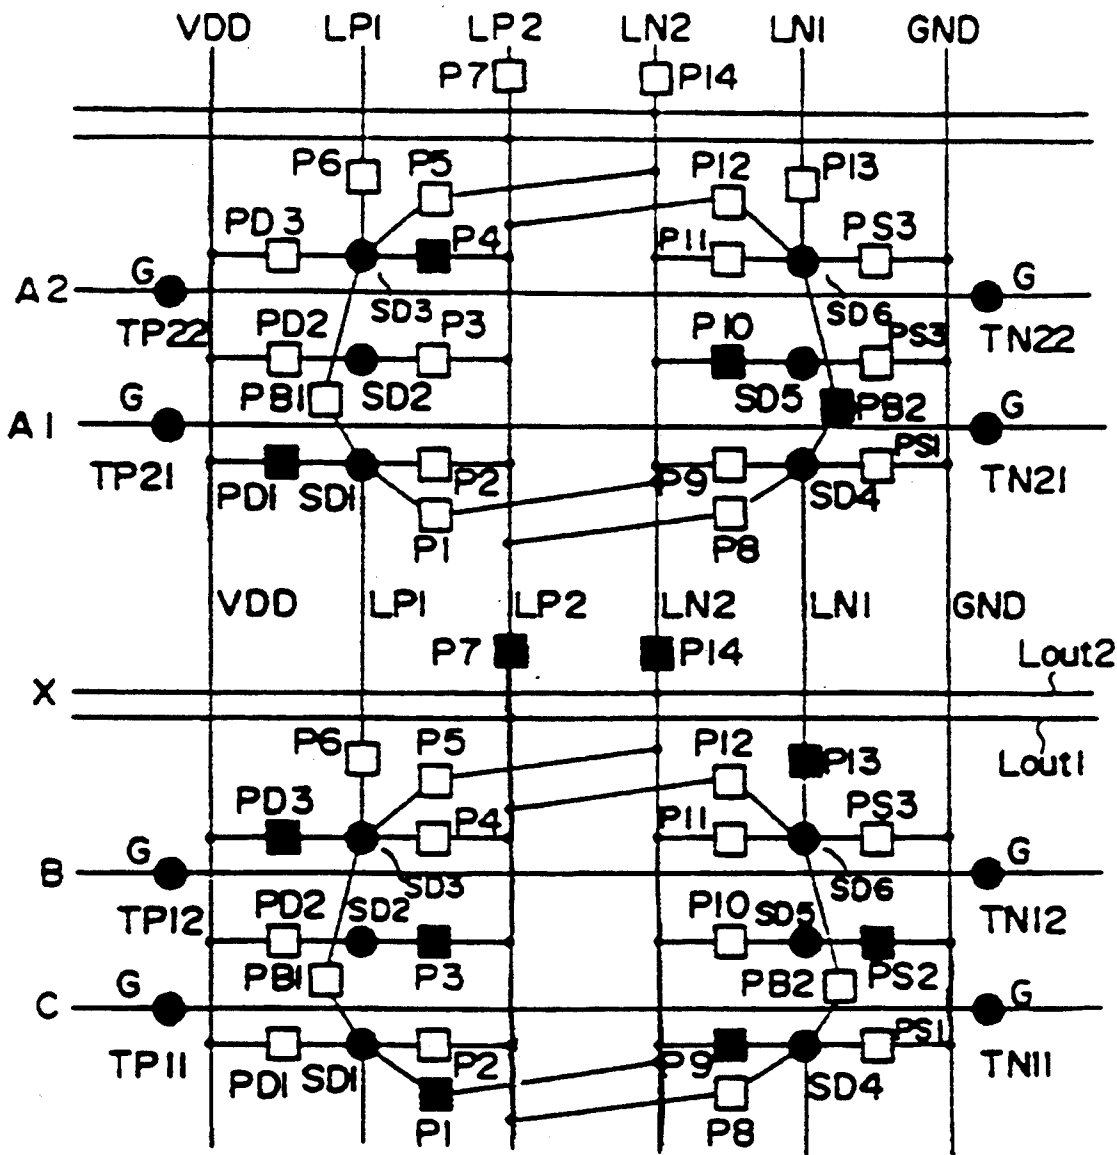 VDD LP1 LP2 LN2 LN1 GND
P7 P14
P6 P5 P12 P13
PD3 P4 P11 PS3
A2 G SD3 SD6 G
TP22 PD2 P3 P10 PS3 TN22
PB1 SD2 SD5 PB2
A1 G G
TP21 PD1 SD1 P2 P9 SD4 PS1 TN21
P1 P8
VDD LP1 LP2 LN2 LN1 GND
P7 P14 Lout2
X
P6 P5 P12 P13 Lout1
PD3 P4 P11 PS3
B G SD3 SD6 G
TP12 PD2 SD2 P10 SD5 TN12
PB1 P3 PB2 PS2
C G G
TP11 PD1 SD1 P2 P9 SD4 PS1 TN11
P1 P8